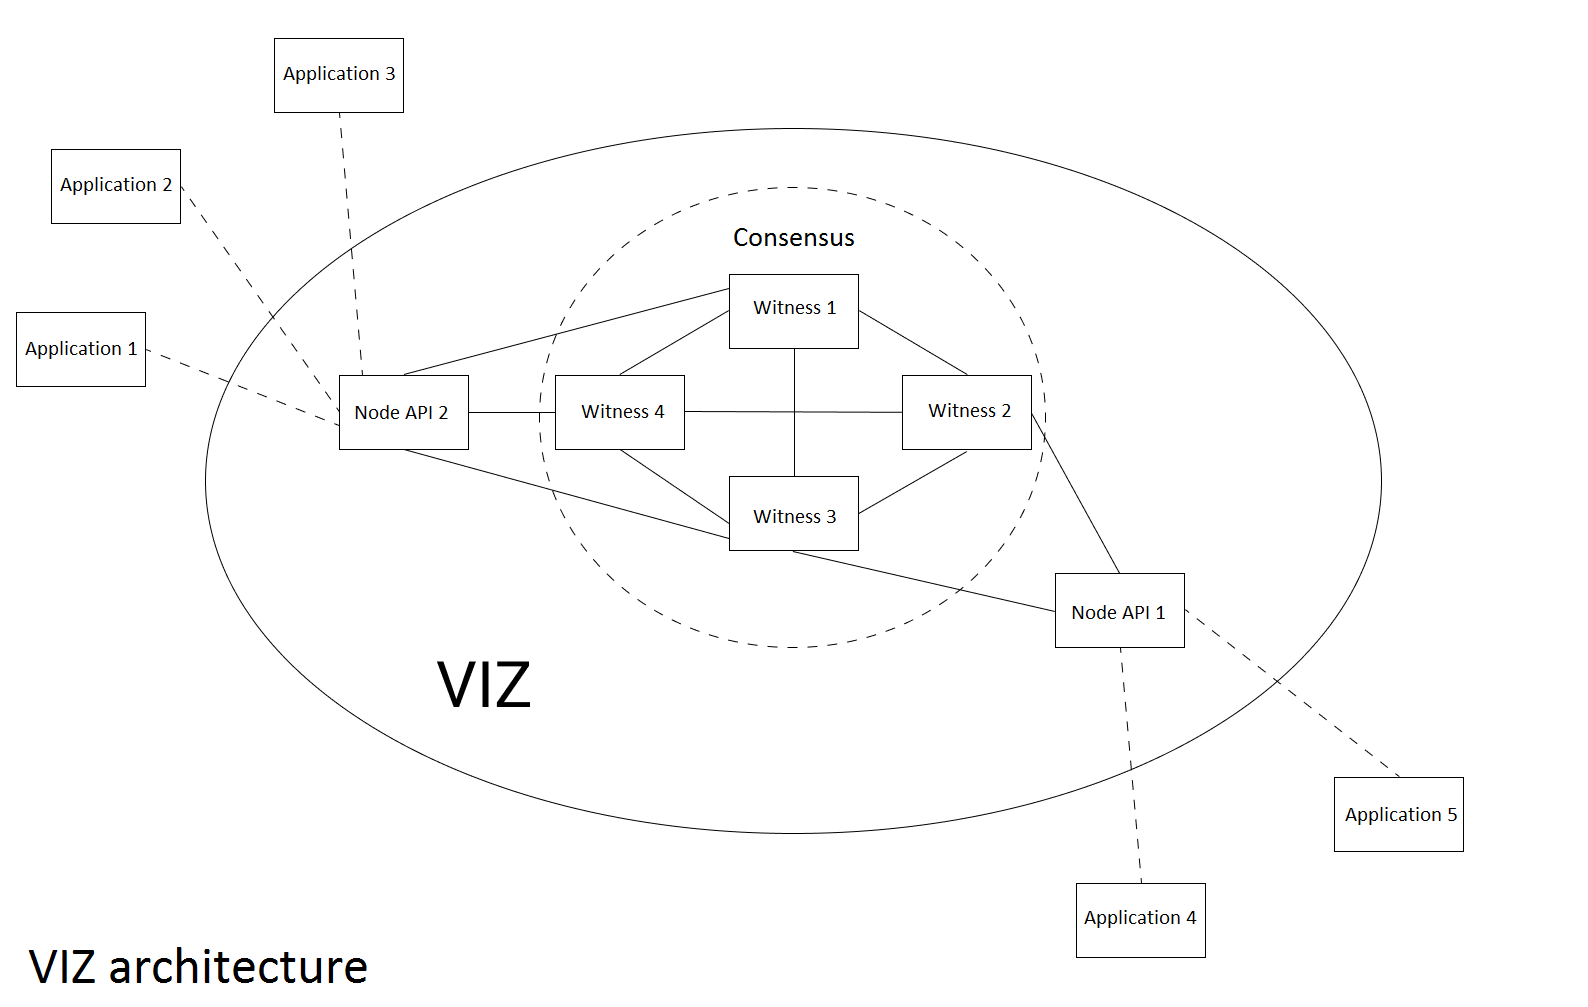 Application 3
Application 2
Consensus
Witness 1
Application 1
Node API 2
Witness 4
Witness 2
Witness 3
Node API 1
VIZ
Application 5
Application 4
VIZ architecture